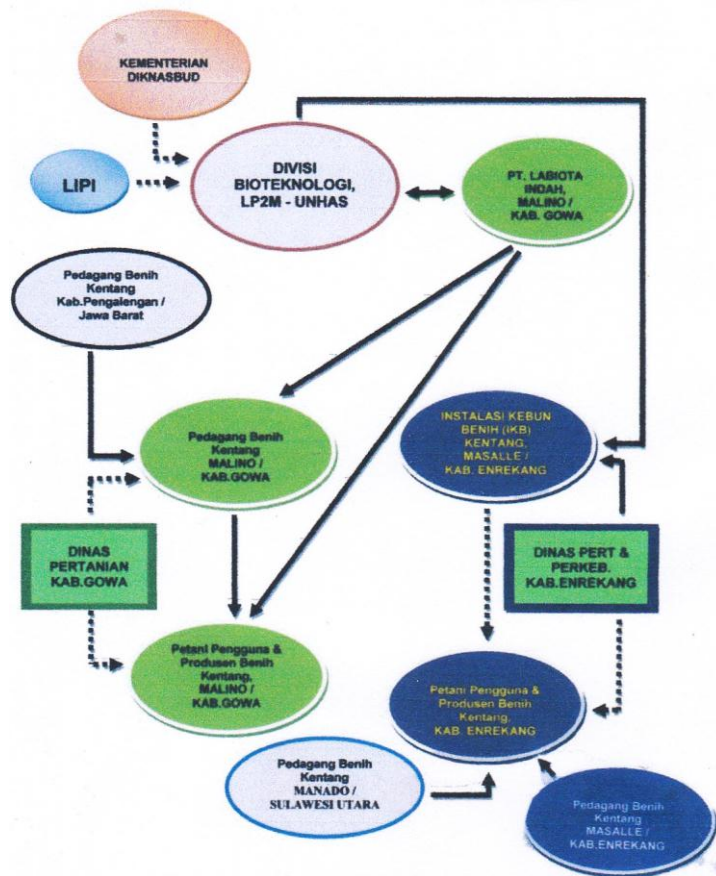 KEMENTERIAN
DIKNASBUD
LIPI
DIVISI
BIOTEKNOLOGI,
LP2M - UNHAS
PT. LABIOTA
INDAH,
MALINO /
KAB. GOWA
Pedagang Benih
Kentang
Kab.Pengalengan /
Jawa Barat
Pedagang Benih
Kentang
MALINO /
KAB.GOWA
INSTALASI KEBUN
BENIH (IKB)
KENTANG,
MASALLE /
KAB. ENREKANG
DINAS
PERTANIAN
KAB.GOWA
DINAS PERT &
PERKEB.
KAB.ENREKANG
Petani Pengguna &
Produsen Benih
Kentang,
MALINO /
KAB.GOWA
Petani Pengguna &
Produsen Benih
Kentang,
KAB. ENREKANG
Pedagang Benih
Kentang
MANADO /
SULAWESI UTARA
Pedagang Benih
Kentang
MASALLE /
KAB.ENREKANG